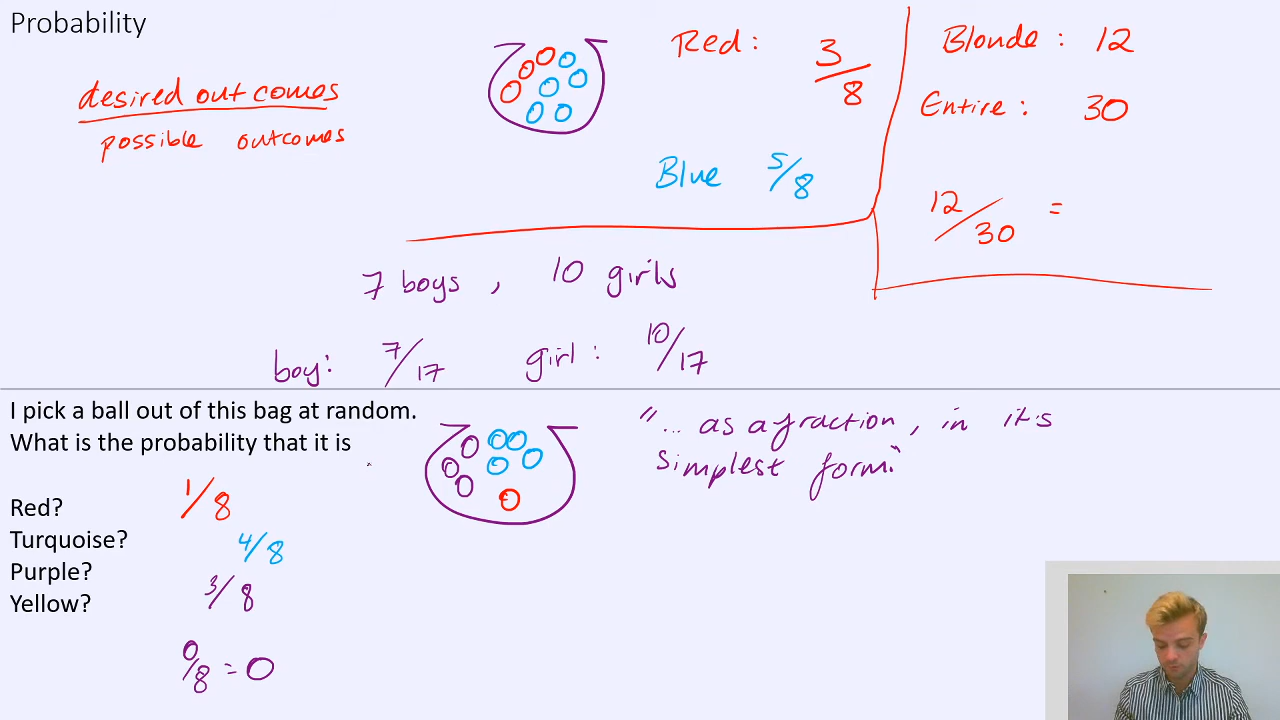 Probability
desired outcomes
possible outcomes
Red: 3/8
Blue 5/8
Blonde: 12
Entire: 30
12/30 =
7 boys, 10 girls
boy: 7/17 girl: 10/17
I pick a ball out of this bag at random.
What is the probability that it is
Red? 1/8
Turquoise? 4/8
Purple? 3/8
Yellow?
0/8 = 0
"... as a fraction, in it's
simplest form"